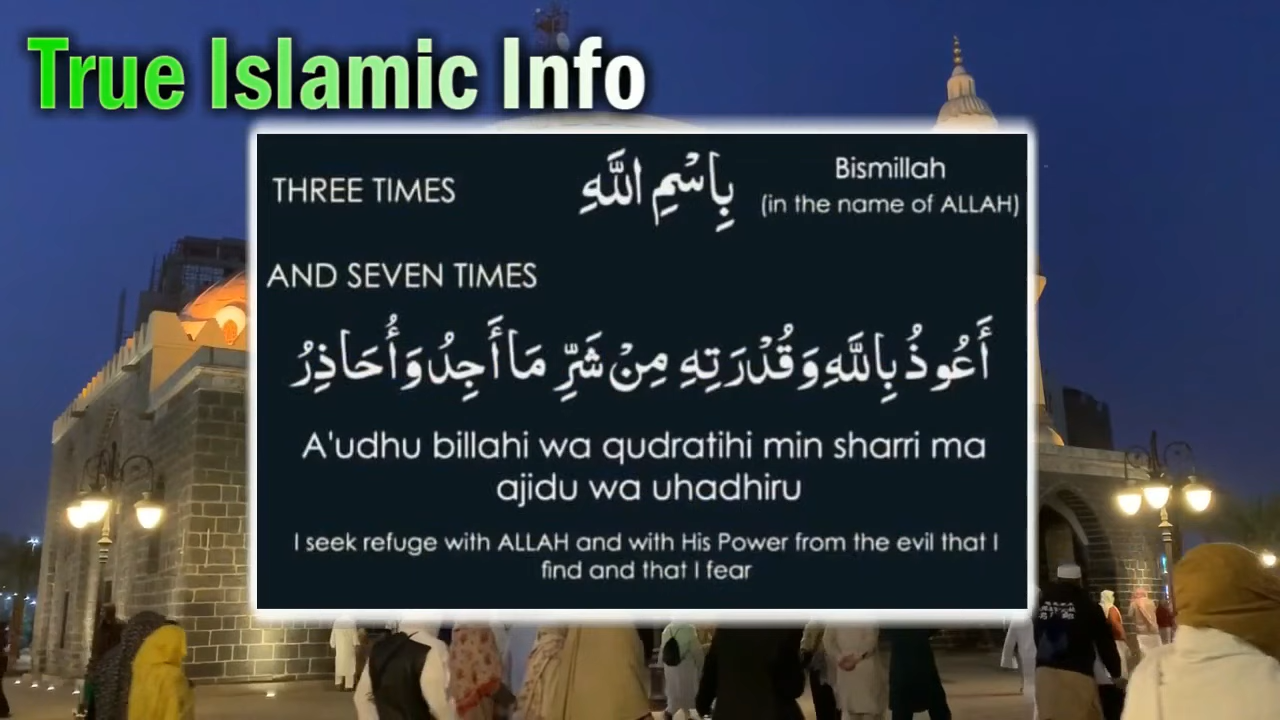 True Islamic Info
THREE TIMES
بِاسْمِ اللَّهِ
Bismillah
(in the name of ALLAH)
AND SEVEN TIMES
أَعُوذُ بِاللَّهِ وَقُدْرَتِهِ مِنْ شَرِّ مَا أَجِدُ وَأُحَاذِرُ
A'udhu billahi wa qudratihi min sharri ma
ajidu wa uhadhiru
I seek refuge with ALLAH and with His Power from the evil that I
find and that I fear